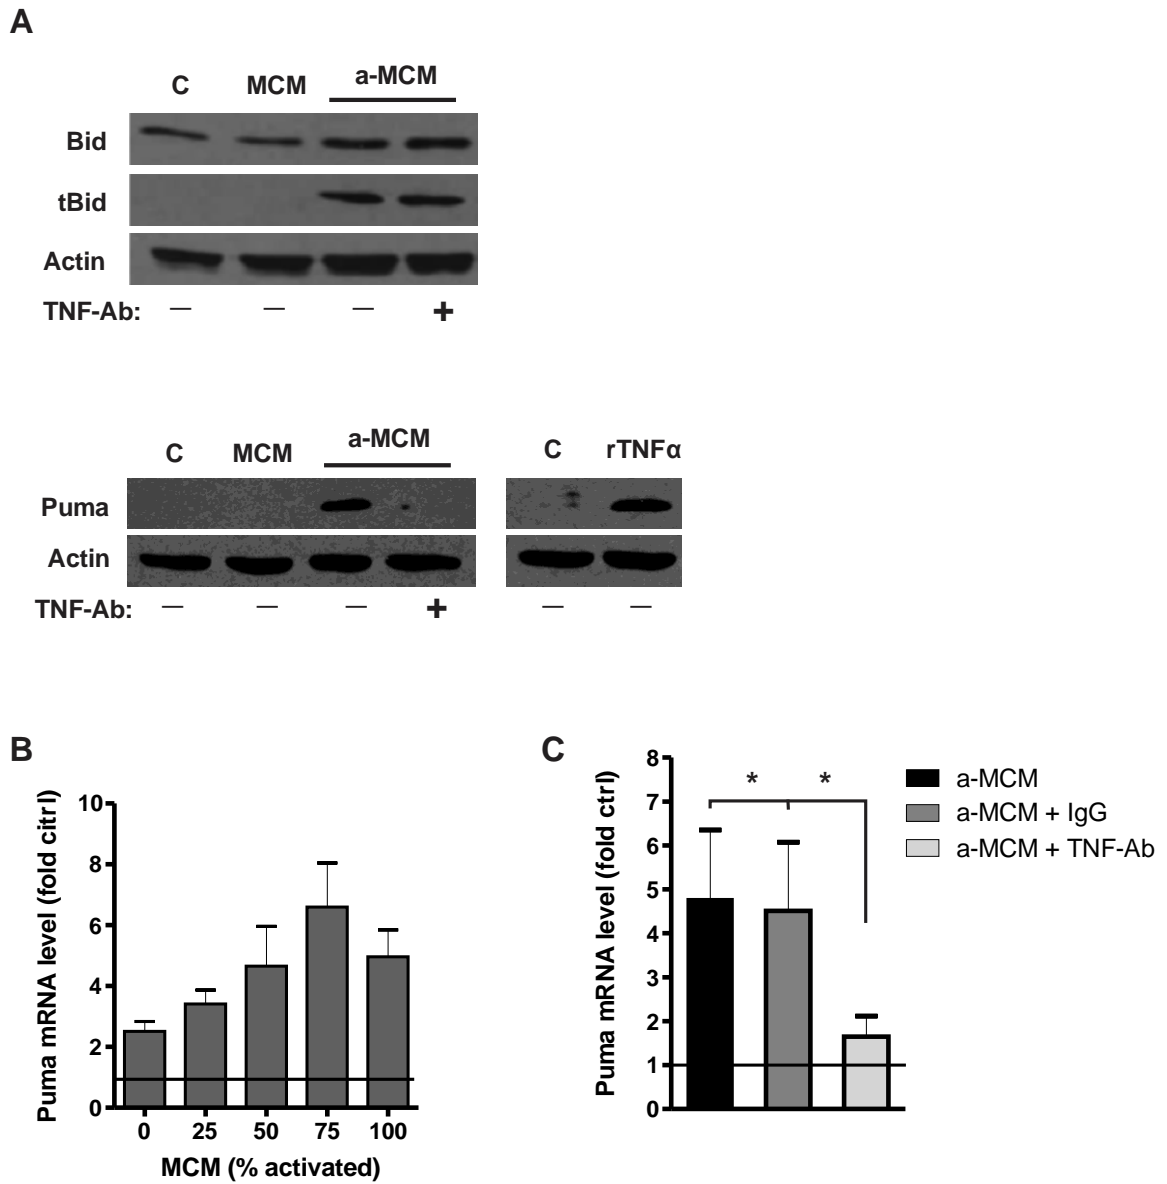 A
a-MCM
C MCM
Bid
tBid
Actin
TNF-Ab: — — — +
a-MCM
C MCM
C rTNFα
Puma
Actin
TNF-Ab: — — — + — —
B
Puma mRNA level (fold citrl)
10
8
6
4
2
0
0 25 50 75 100
MCM (% activated)
C
Puma mRNA level (fold ctrl)
8
7
6
5
4
3
2
1
0
* *
a-MCM
a-MCM + IgG
a-MCM + TNF-Ab